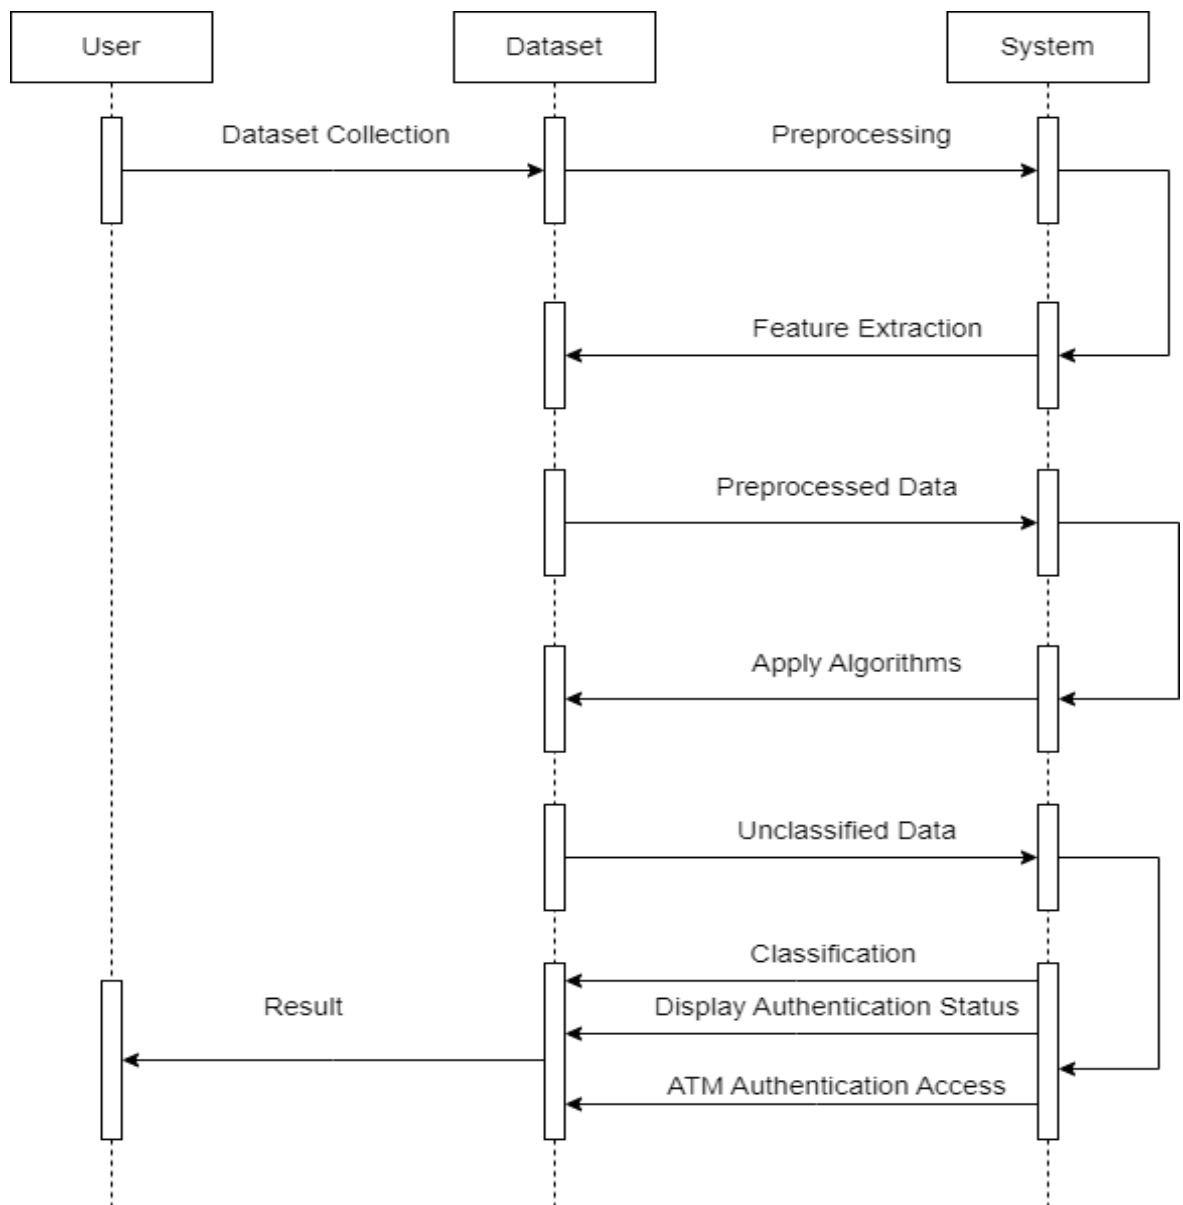 User
Dataset
System
Dataset Collection
Preprocessing
Feature Extraction
Preprocessed Data
Apply Algorithms
Unclassified Data
Classification
Result
Display Authentication Status
ATM Authentication Access